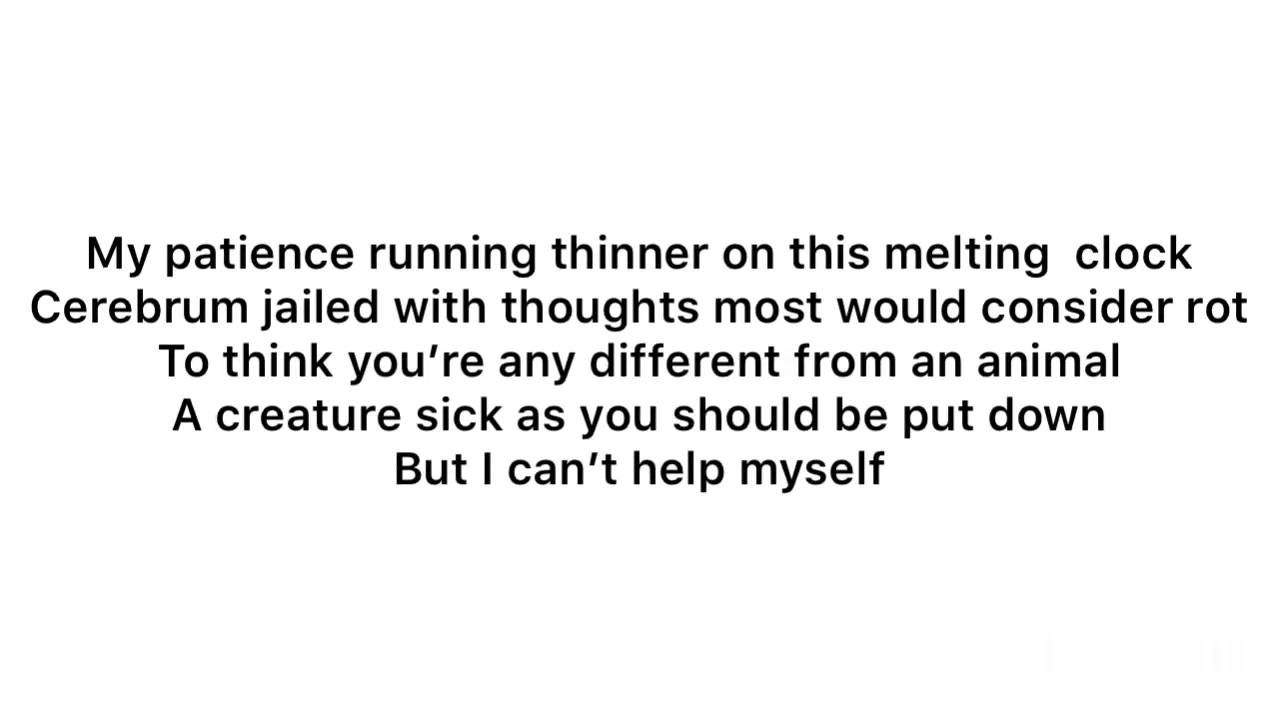 My patience running thinner on this melting  clock
Cerebrum jailed with thoughts most would consider rot
To think you’re any different from an animal
A creature sick as you should be put down
But I can’t help myself